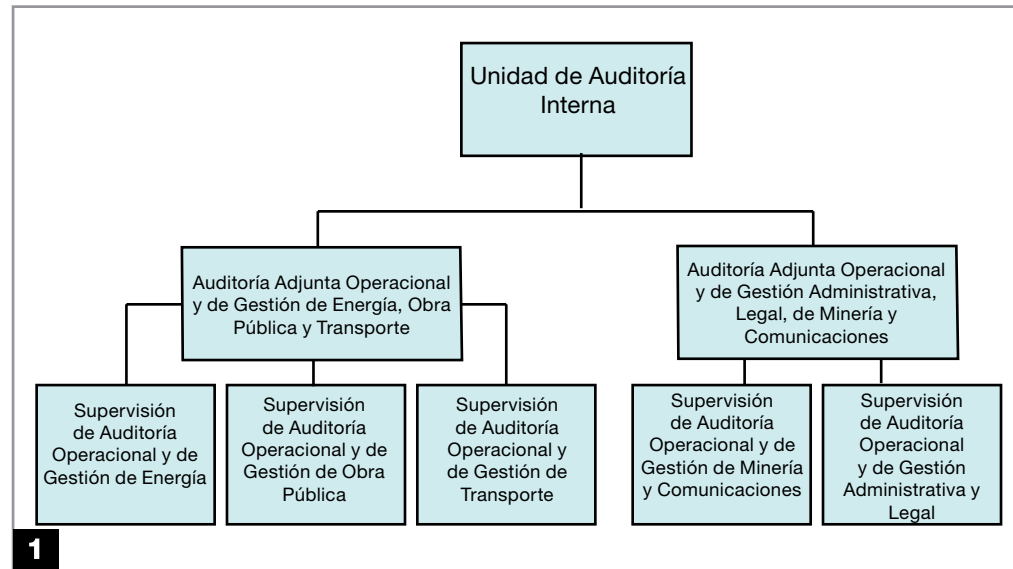 Unidad de Auditoría
Interna
Auditoría Adjunta Operacional
y de Gestión de Energía, Obra
Pública y Transporte
Auditoría Adjunta Operacional
y de Gestión Administrativa,
Legal, de Minería y
Comunicaciones
Supervisión
de Auditoría
Operacional y de
Gestión de Energía
Supervisión
de Auditoría
Operacional y de
Gestión de Obra
Pública
Supervisión
de Auditoría
Operacional y
de Gestión de
Transporte
Supervisión
de Auditoría
Operacional y de
Gestión de Minería
y Comunicaciones
Supervisión
de Auditoría
Operacional
y de Gestión
Administrativa y
Legal
1